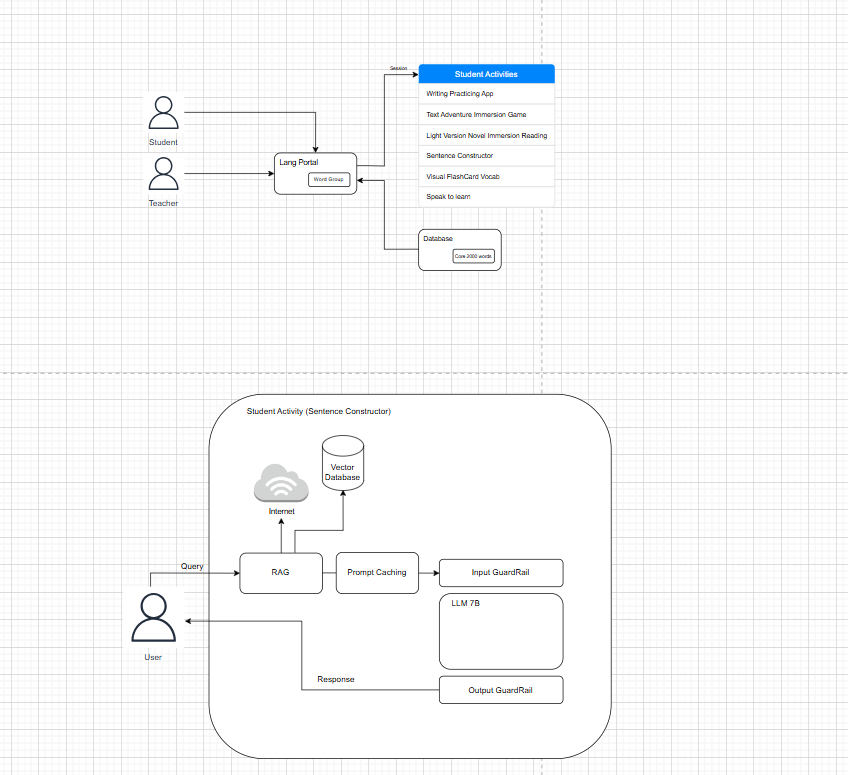 Session
Student Activities
Writing Practicing App
Text Adventure Immersion Game
Light Version Novel Immersion Reading
Sentence Constructor
Visual FlashCard Vocab
Speak to learn
Student
Teacher
Lang Portal
Word Group
Database
Core 2000 words
Student Activity (Sentence Constructor)
Vector
Database
Internet
Query
RAG
Prompt Caching
Input GuardRail
LLM 7B
User
Response
Output GuardRail